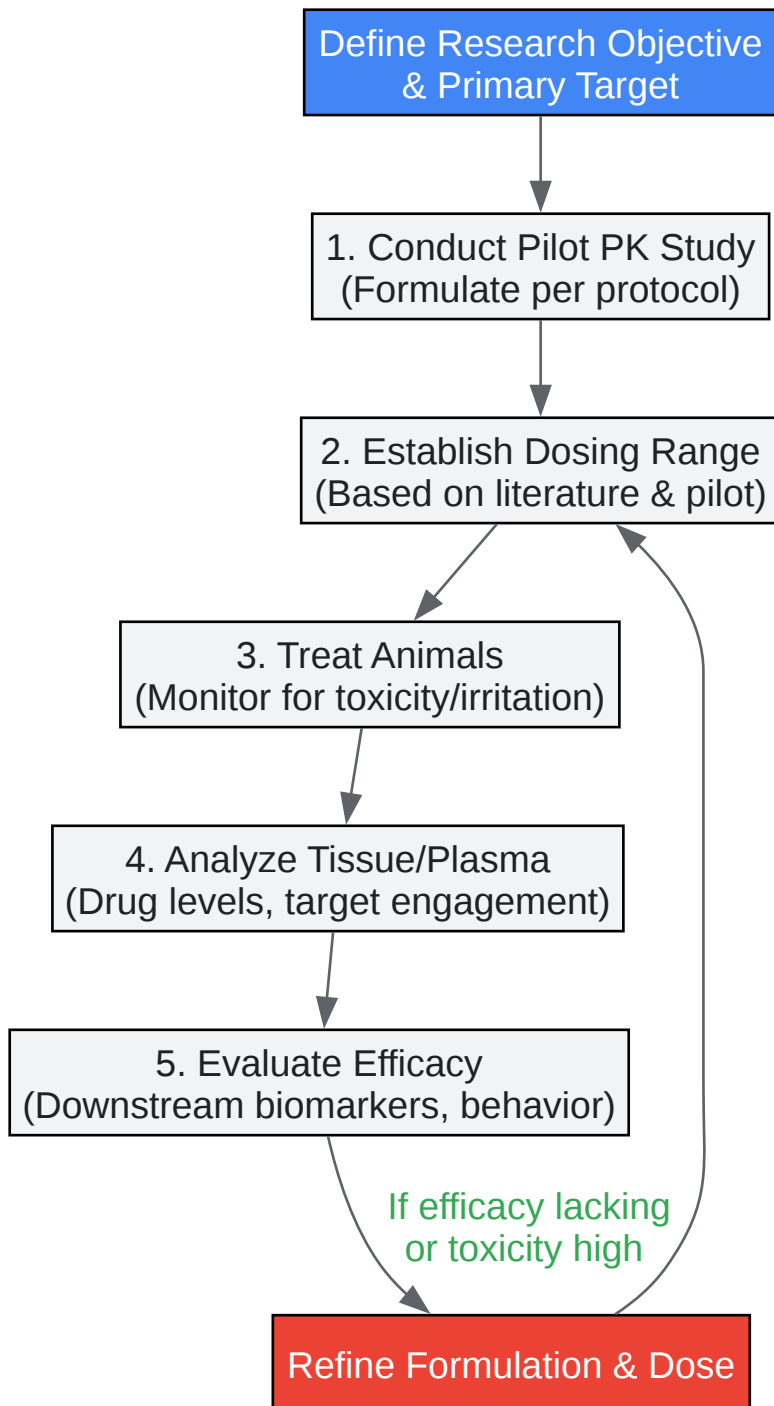 Define Research Objective
& Primary Target
1. Conduct Pilot PK Study
(Formulate per protocol)
2. Establish Dosing Range
(Based on literature & pilot)
3. Treat Animals
(Monitor for toxicity/irritation)
4. Analyze Tissue/Plasma
(Drug levels, target engagement)
5. Evaluate Efficacy
(Downstream biomarkers, behavior)
If efficacy lacking
or toxicity high
Refine Formulation & Dose